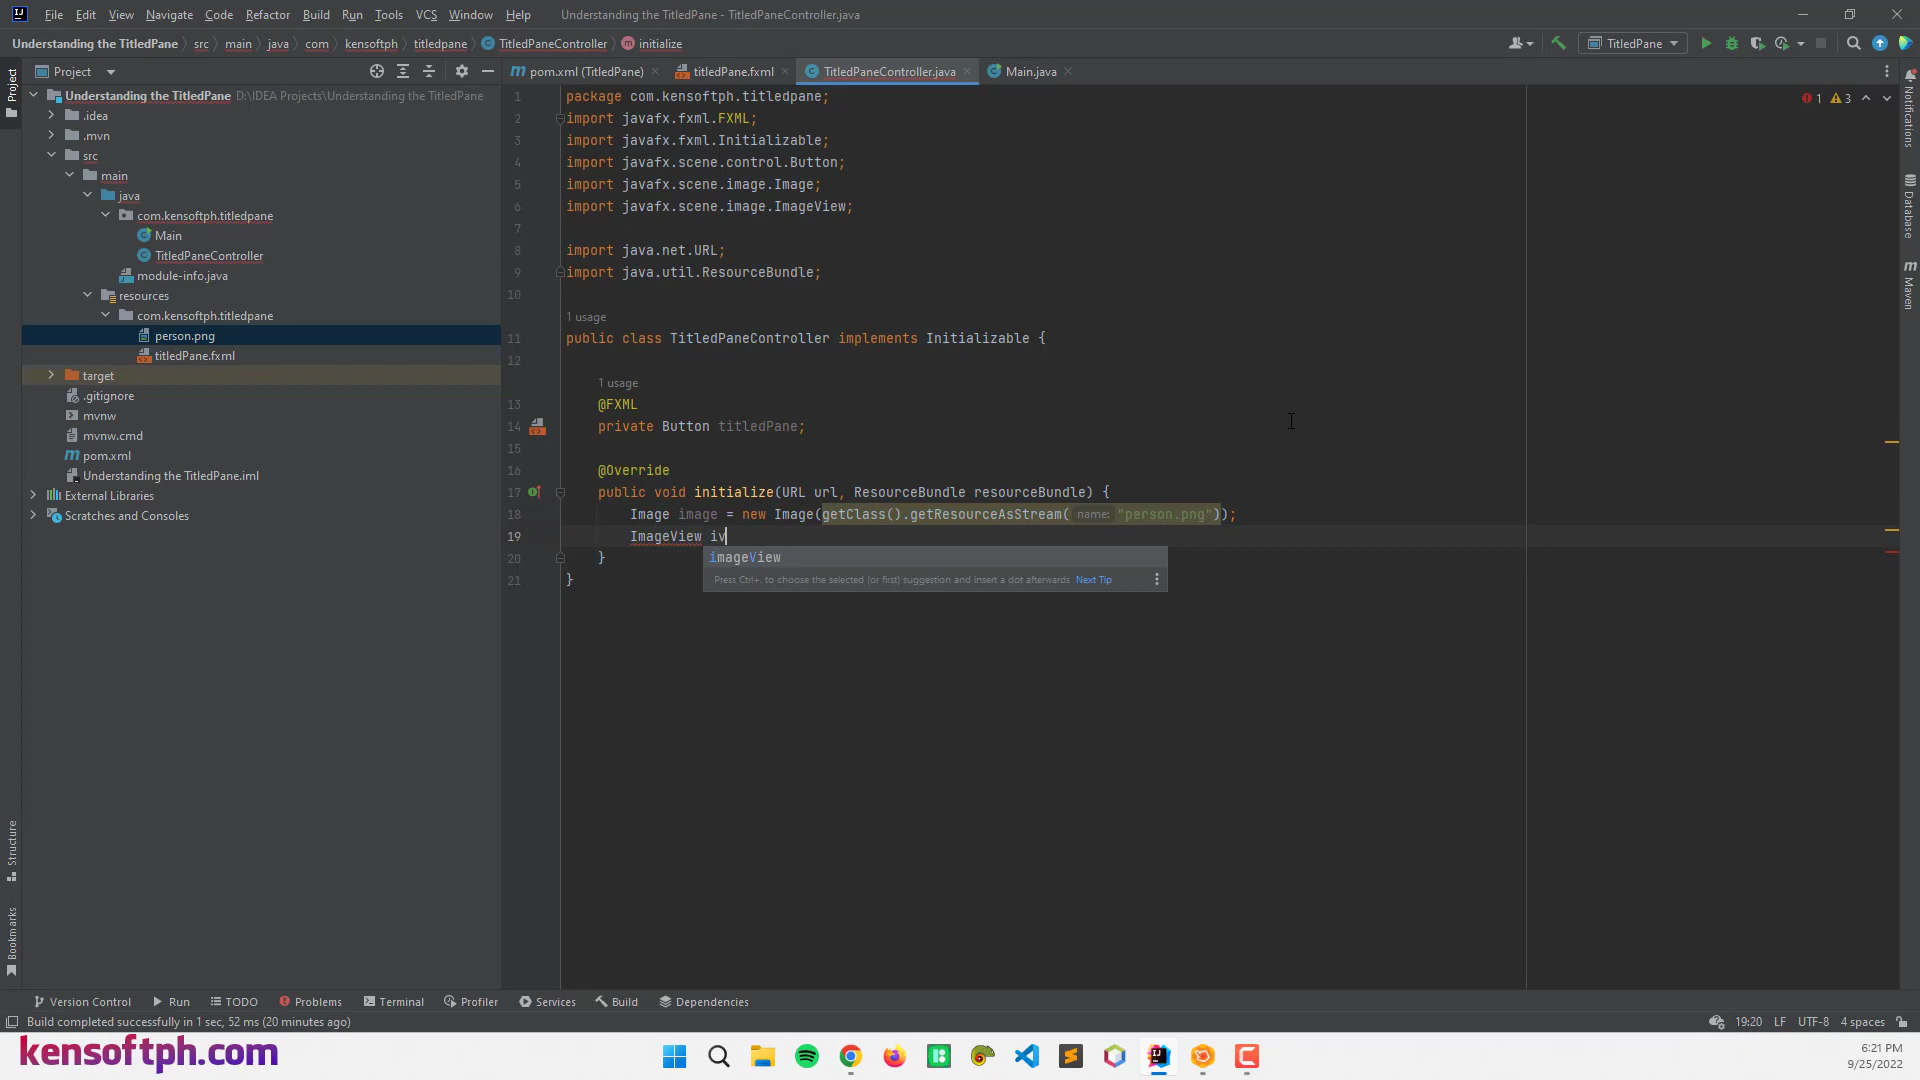 File Edit View Navigate Code Refactor Build Run Tools VCS Window Help Understanding the TitledPane - TitledPaneController.java
Understanding the TitledPane src main java com kensoftph titledpane TitledPaneController initialize TitledPane
Project
pom.xml (TitledPane) titledPane.fxml TitledPaneController.java Main.java
Understanding the TitledPane D:\IDEA Projects\Understanding the TitledPane
.idea
.mvn
src
main
java
com.kensoftph.titledpane
Main
TitledPaneController
module-info.java
resources
com.kensoftph.titledpane
person.png
titledPane.fxml
target
.gitignore
mvnw
mvnw.cmd
pom.xml
Understanding the TitledPane.iml
External Libraries
Scratches and Consoles
Project
Structure
Bookmarks
1 package com.kensoftph.titledpane;
2 import javafx.fxml.FXML;
3 import javafx.fxml.Initializable;
4 import javafx.scene.control.Button;
5 import javafx.scene.image.Image;
6 import javafx.scene.image.ImageView;
7
8 import java.net.URL;
9 import java.util.ResourceBundle;
10
1 usage
11 public class TitledPaneController implements Initializable {
12
1 usage
13 @FXML
14 private Button titledPane;
15
16 @Override
17 public void initialize(URL url, ResourceBundle resourceBundle) {
18 Image image = new Image(getClass().getResourceAsStream( name: "person.png"));
19 ImageView iv
imageView
Press Ctrl+. to choose the selected (or first) suggestion and insert a dot afterwards Next Tip
20 }
21 }
1 3
Notifications
Database
Maven
Version Control Run TODO Problems Terminal Profiler Services Build Dependencies
Build completed successfully in 1 sec, 52 ms (20 minutes ago) 19:20 LF UTF-8 4 spaces
kensoftph.com
6:21 PM
9/25/2022